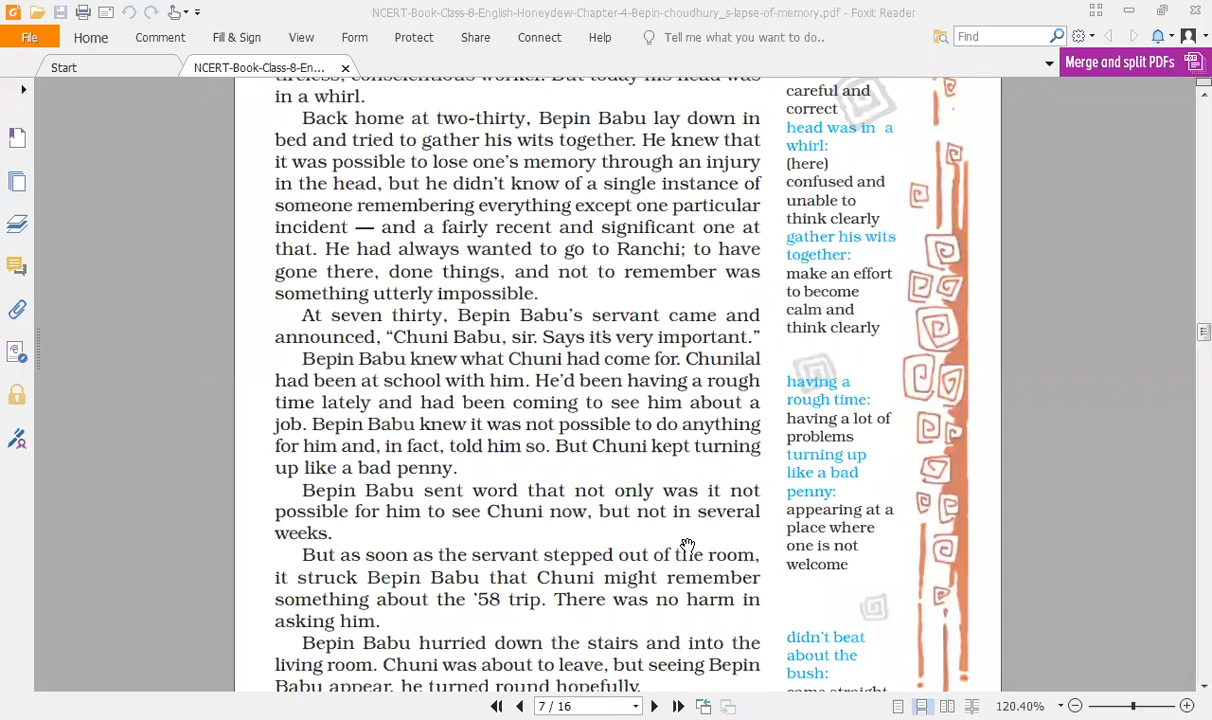 NCERT-Book-Class-8-English-Honeydew-Chapter-4-Bepin-choudhury_s-lapse-of-memory.pdf - Foxit Reader
File Home Comment Fill & Sign View Form Protect Share Connect Help Tell me what you want to do.. Find
Start NCERT-Book-Class-8-En... Merge and split PDFs
tireless, conscientious worker. But today his head was
in a whirl.
Back home at two-thirty, Bepin Babu lay down in
bed and tried to gather his wits together. He knew that
it was possible to lose one's memory through an injury
in the head, but he didn't know of a single instance of
someone remembering everything except one particular
incident — and a fairly recent and significant one at
that. He had always wanted to go to Ranchi; to have
gone there, done things, and not to remember was
something utterly impossible.
At seven thirty, Bepin Babu's servant came and
announced, “Chuni Babu, sir. Says it's very important.”
Bepin Babu knew what Chuni had come for. Chunilal
had been at school with him. He'd been having a rough
time lately and had been coming to see him about a
job. Bepin Babu knew it was not possible to do anything
for him and, in fact, told him so. But Chuni kept turning
up like a bad penny.
Bepin Babu sent word that not only was it not
possible for him to see Chuni now, but not in several
weeks.
But as soon as the servant stepped out of the room,
it struck Bepin Babu that Chuni might remember
something about the '58 trip. There was no harm in
asking him.
Bepin Babu hurried down the stairs and into the
living room. Chuni was about to leave, but seeing Bepin
Babu appear, he turned round hopefully.
careful and
correct
head was in a
whirl:
(here)
confused and
unable to
think clearly
gather his wits
together:
make an effort
to become
calm and
think clearly
having a
rough time:
having a lot of
problems
turning up
like a bad
penny:
appearing at a
place where
one is not
welcome
didn't beat
about the
bush:
came straight
7 / 16 120.40%